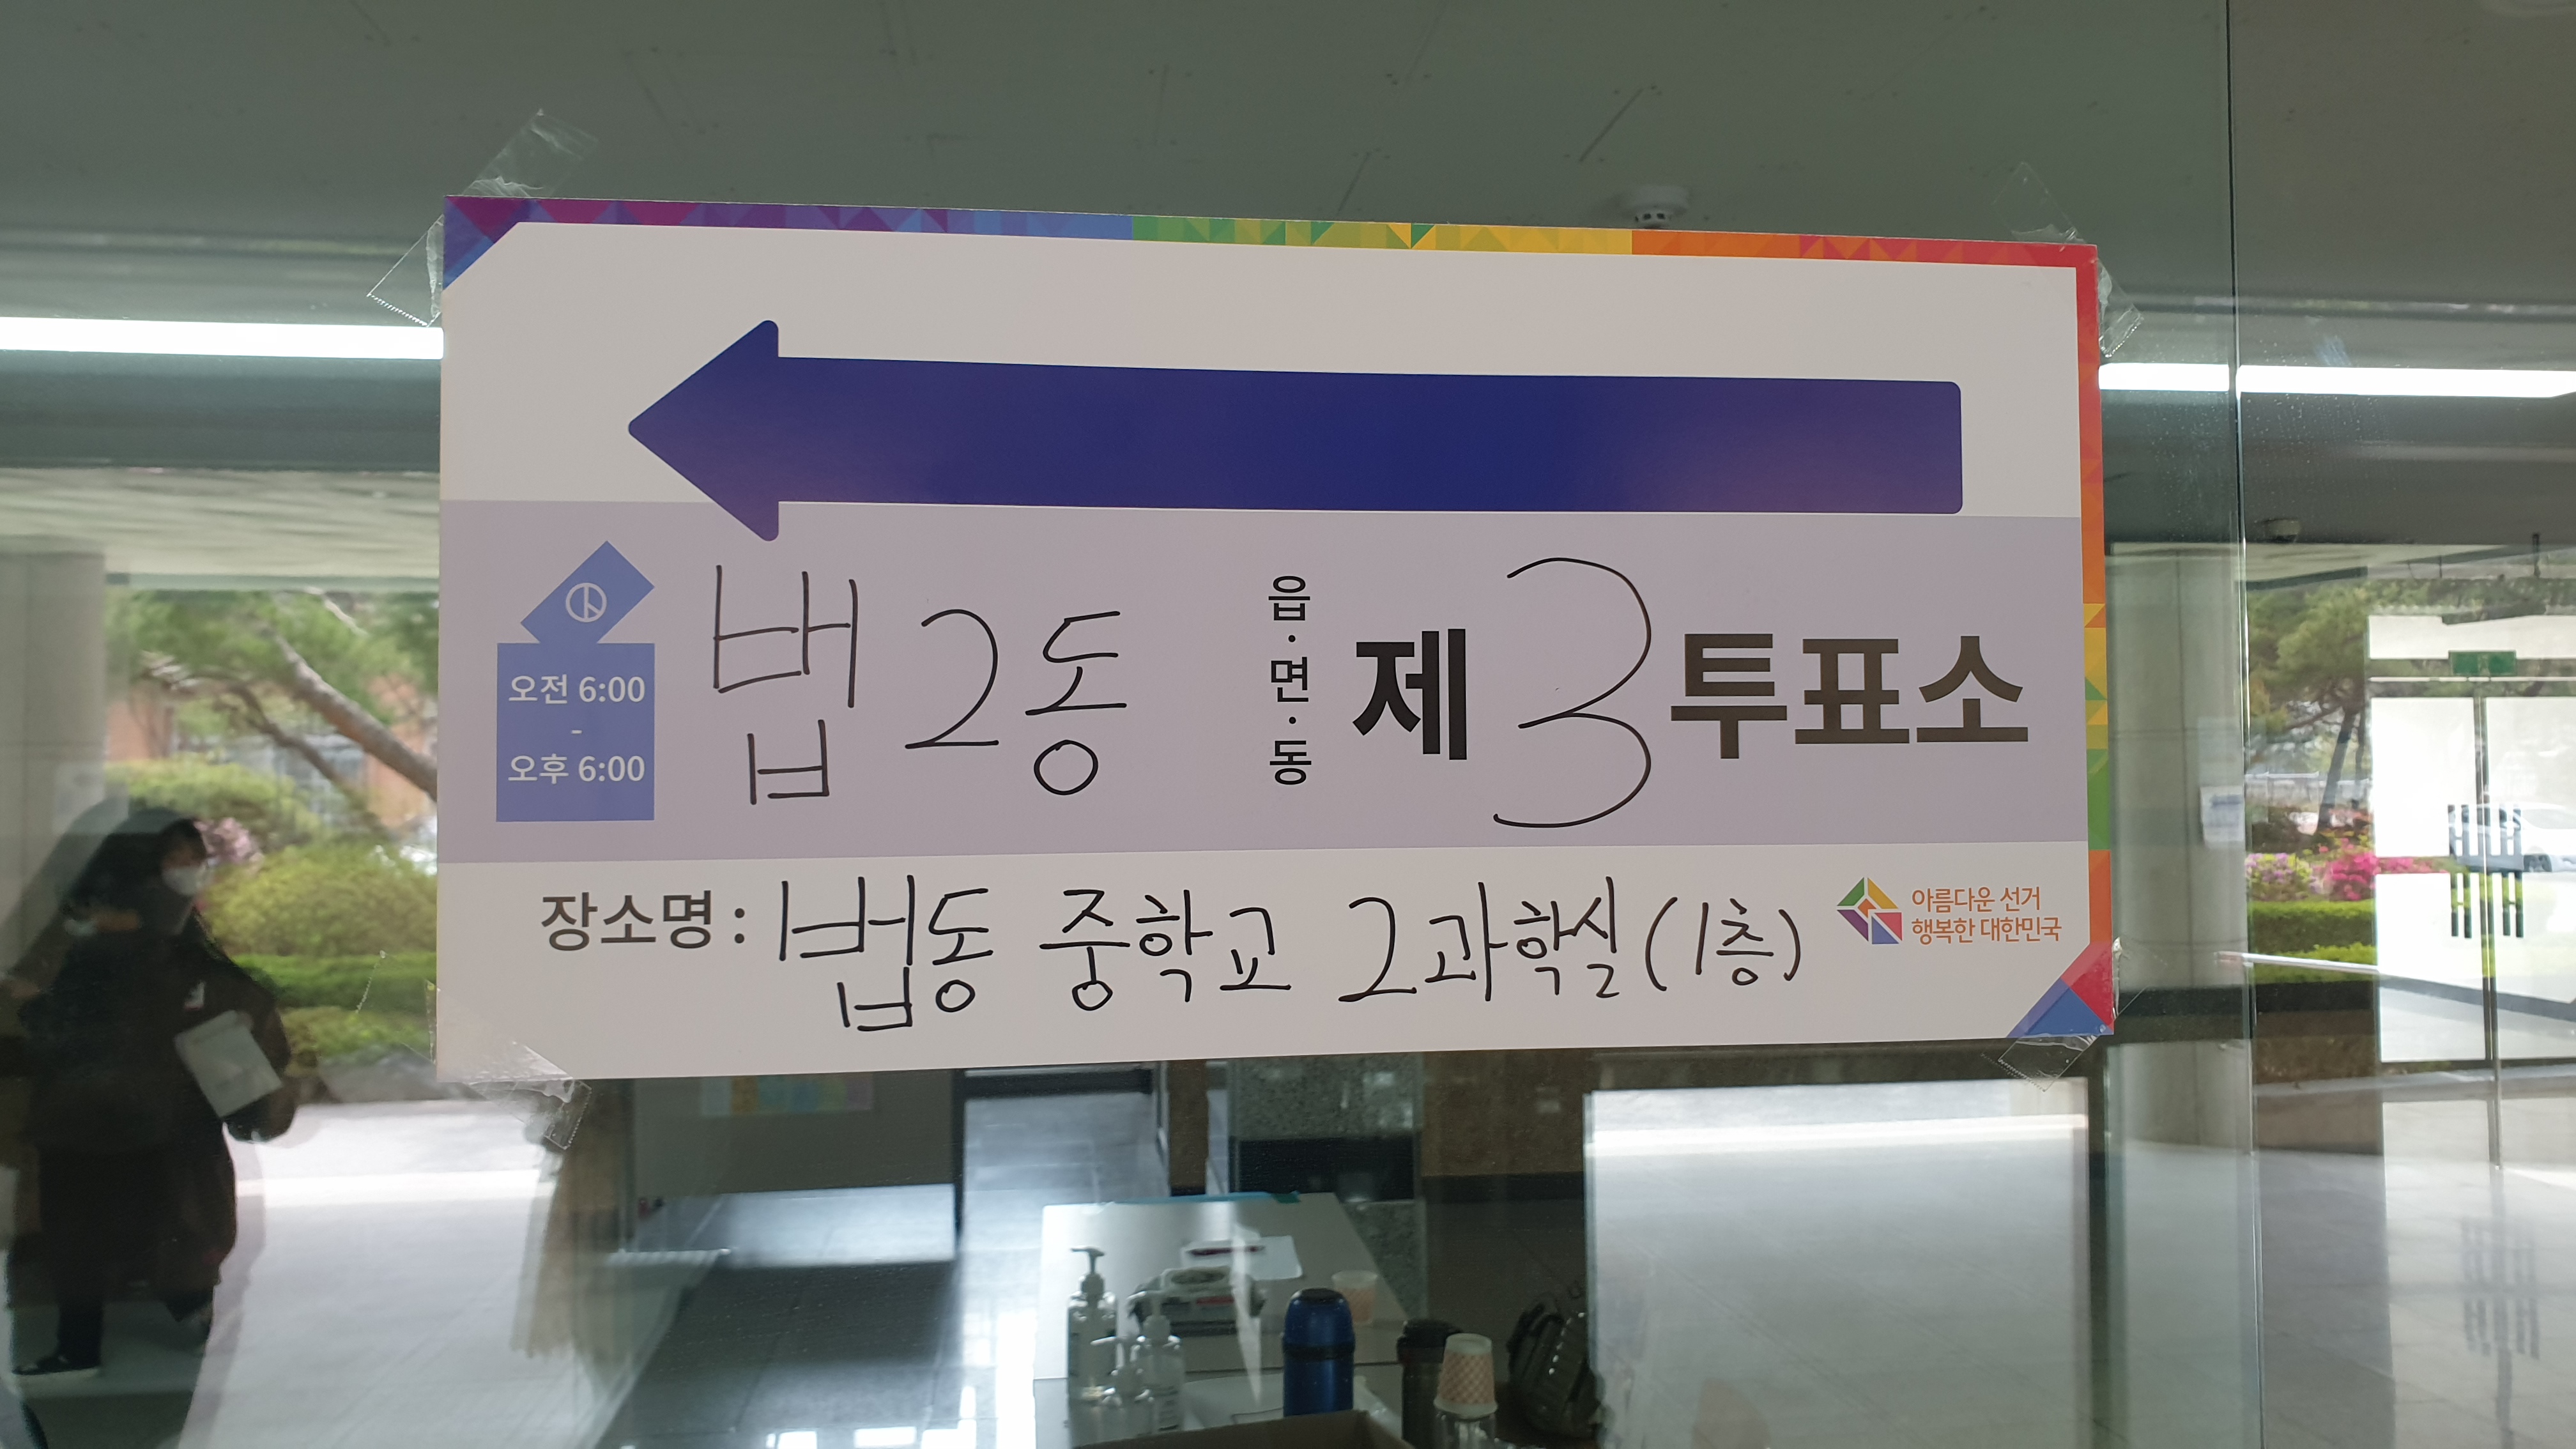 오전 6:00
-
오후 6:00
법 2동 읍·면·동 제 3 투표소
장소명 : 법동 중학교 2과학실 (1층)
아름다운 선거
행복한 대한민국